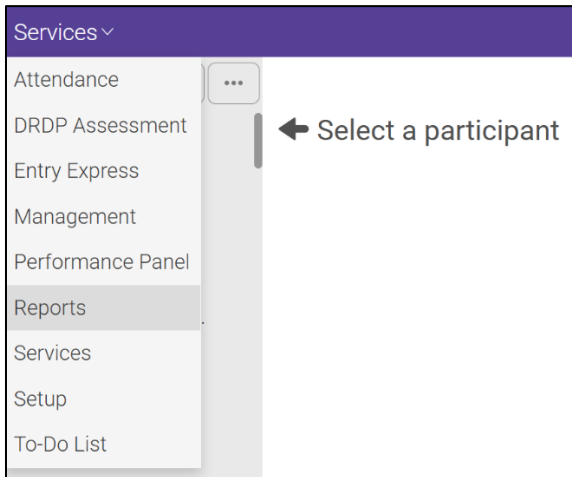 Services
Attendance
...
DRDP Assessment
Select a participant
Entry Express
Management
Performance Panel
Reports
Services
Setup
To-Do List